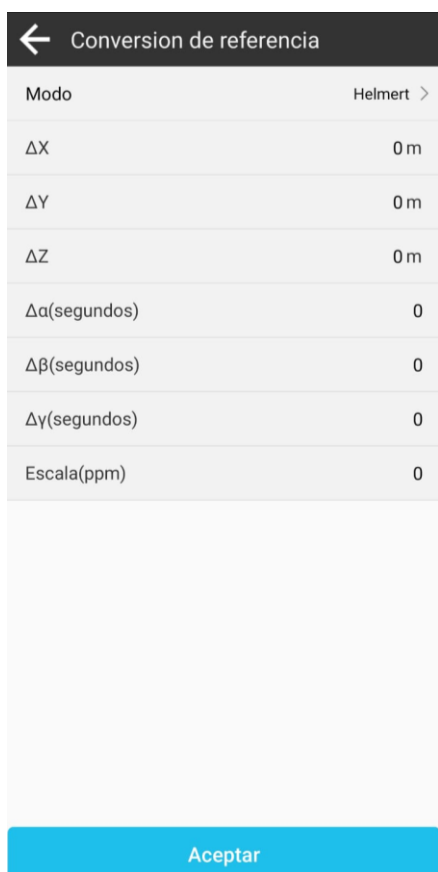 Conversion de referencia
Modo Helmert >
ΔX 0 m
ΔY 0 m
ΔZ 0 m
Δα(segundos) 0
Δβ(segundos) 0
Δγ(segundos) 0
Escala(ppm) 0
Aceptar